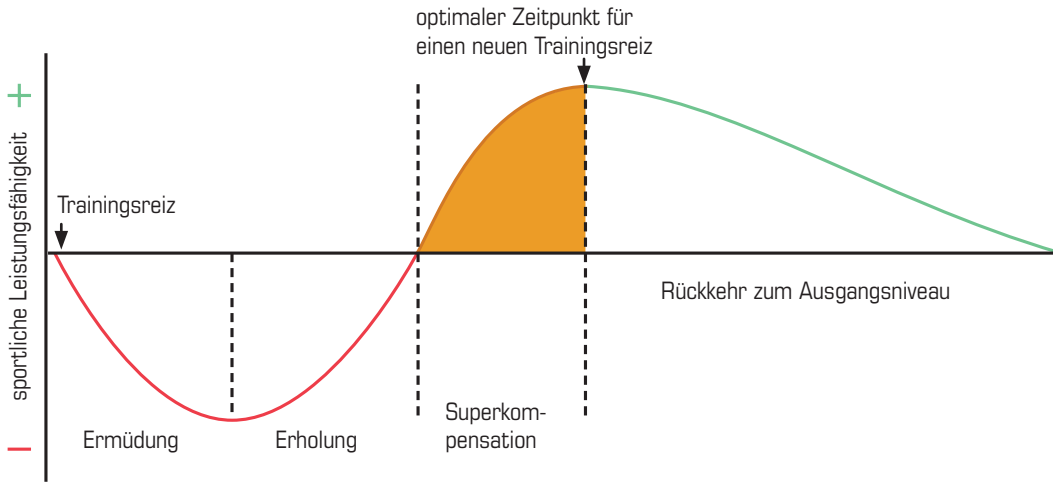 optimaler Zeitpunkt für
einen neuen Trainingsreiz
+
sportliche Leistungsfähigkeit
Trainingsreiz
Rückkehr zum Ausgangsniveau
Ermüdung
Erholung
Superkom-
pensation
−